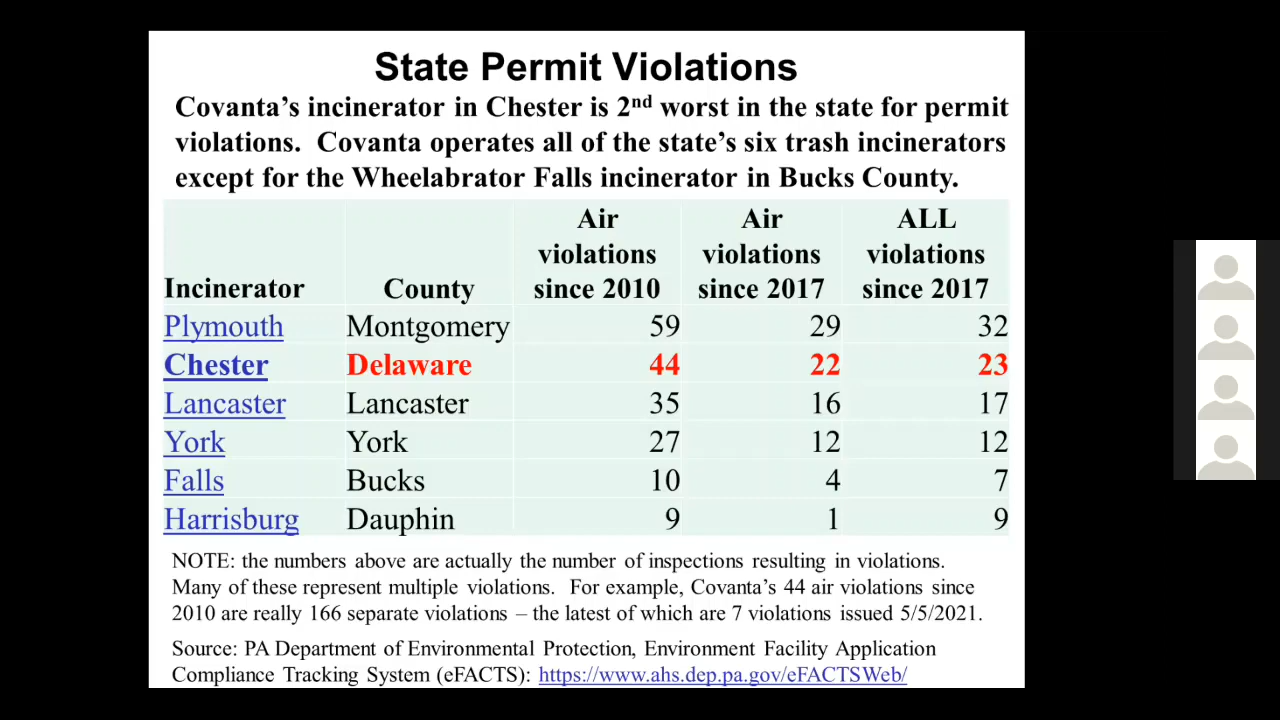 State Permit Violations
Covanta's incinerator in Chester is 2nd worst in the state for permit
violations.  Covanta operates all of the state's six trash incinerators
except for the Wheelabrator Falls incinerator in Bucks County.
Incinerator County Air violations since 2010 Air violations since 2017 ALL violations since 2017
Plymouth Montgomery 59 29 32
Chester Delaware 44 22 23
Lancaster Lancaster 35 16 17
York York 27 12 12
Falls Bucks 10 4 7
Harrisburg Dauphin 9 1 9
NOTE: the numbers above are actually the number of inspections resulting in violations.
Many of these represent multiple violations.  For example, Covanta's 44 air violations since
2010 are really 166 separate violations – the latest of which are 7 violations issued 5/5/2021.
Source: PA Department of Environmental Protection, Environment Facility Application
Compliance Tracking System (eFACTS): https://www.ahs.dep.pa.gov/eFACTSWeb/